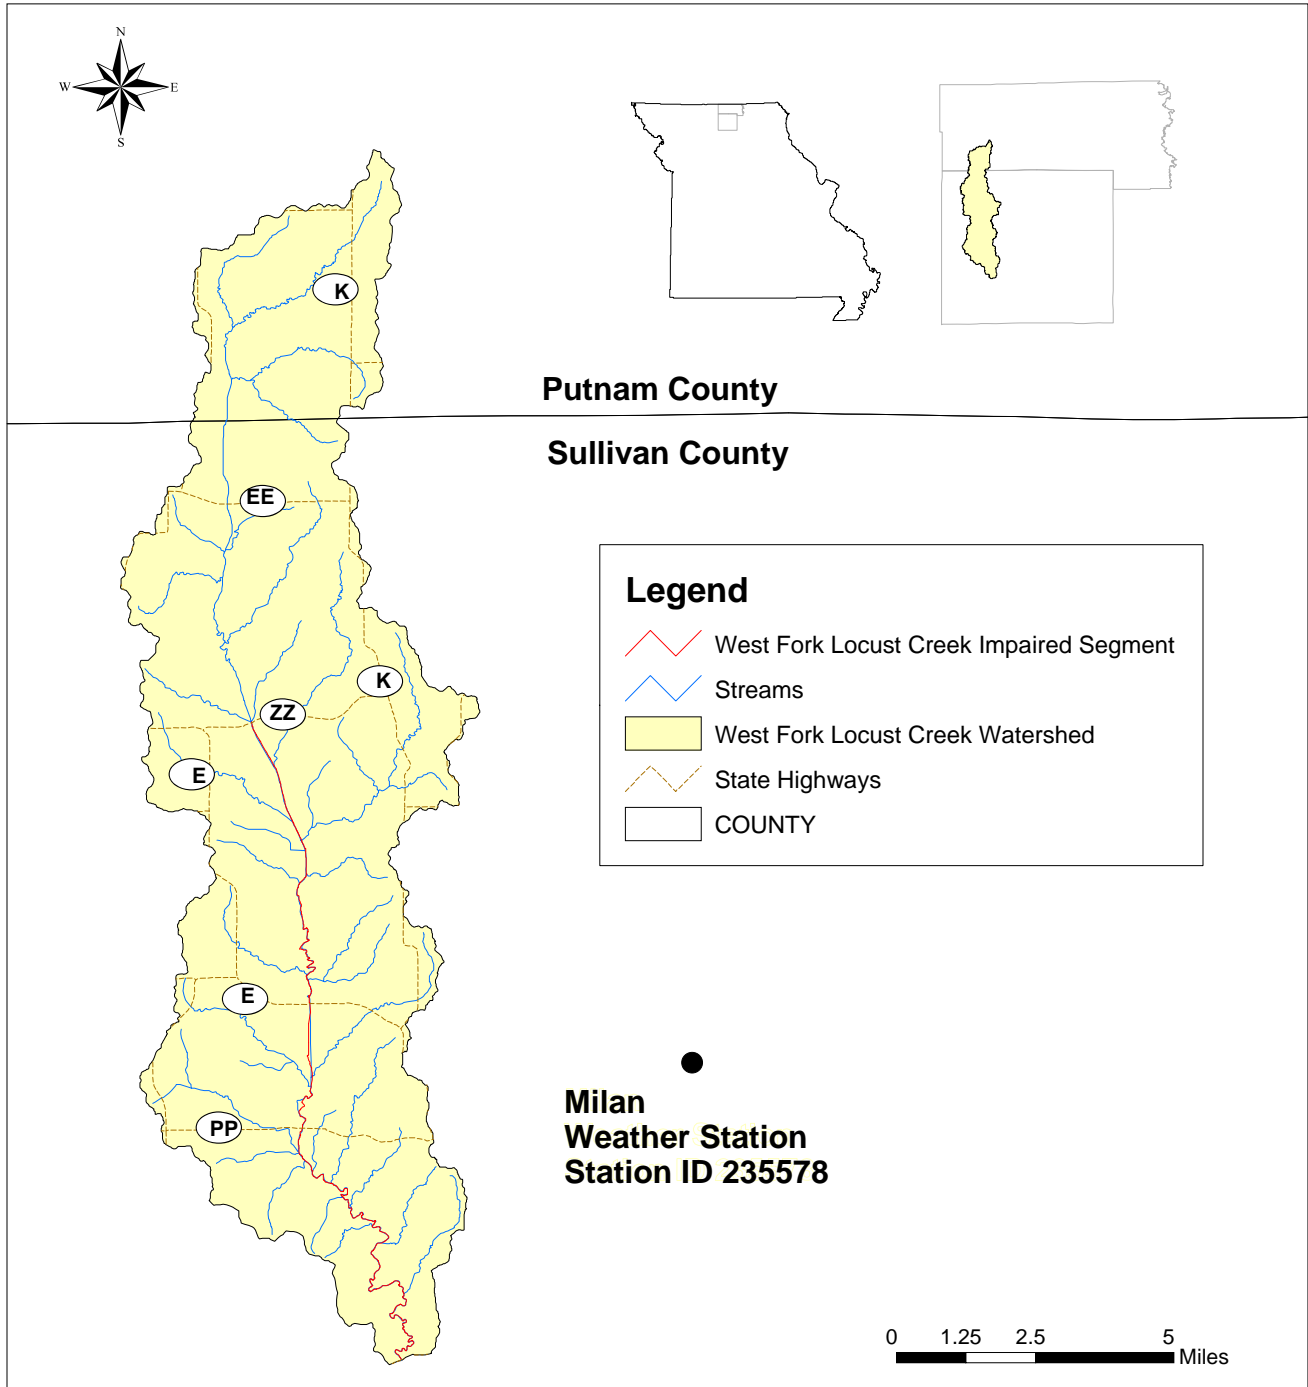 N
W
E
S
K
Putnam County
Sullivan County
EE
Legend
West Fork Locust Creek Impaired Segment
Streams
West Fork Locust Creek Watershed
State Highways
COUNTY
K
ZZ
E
E
PP
Milan
Weather Station
Station ID 235578
0 1.25 2.5 5
Miles